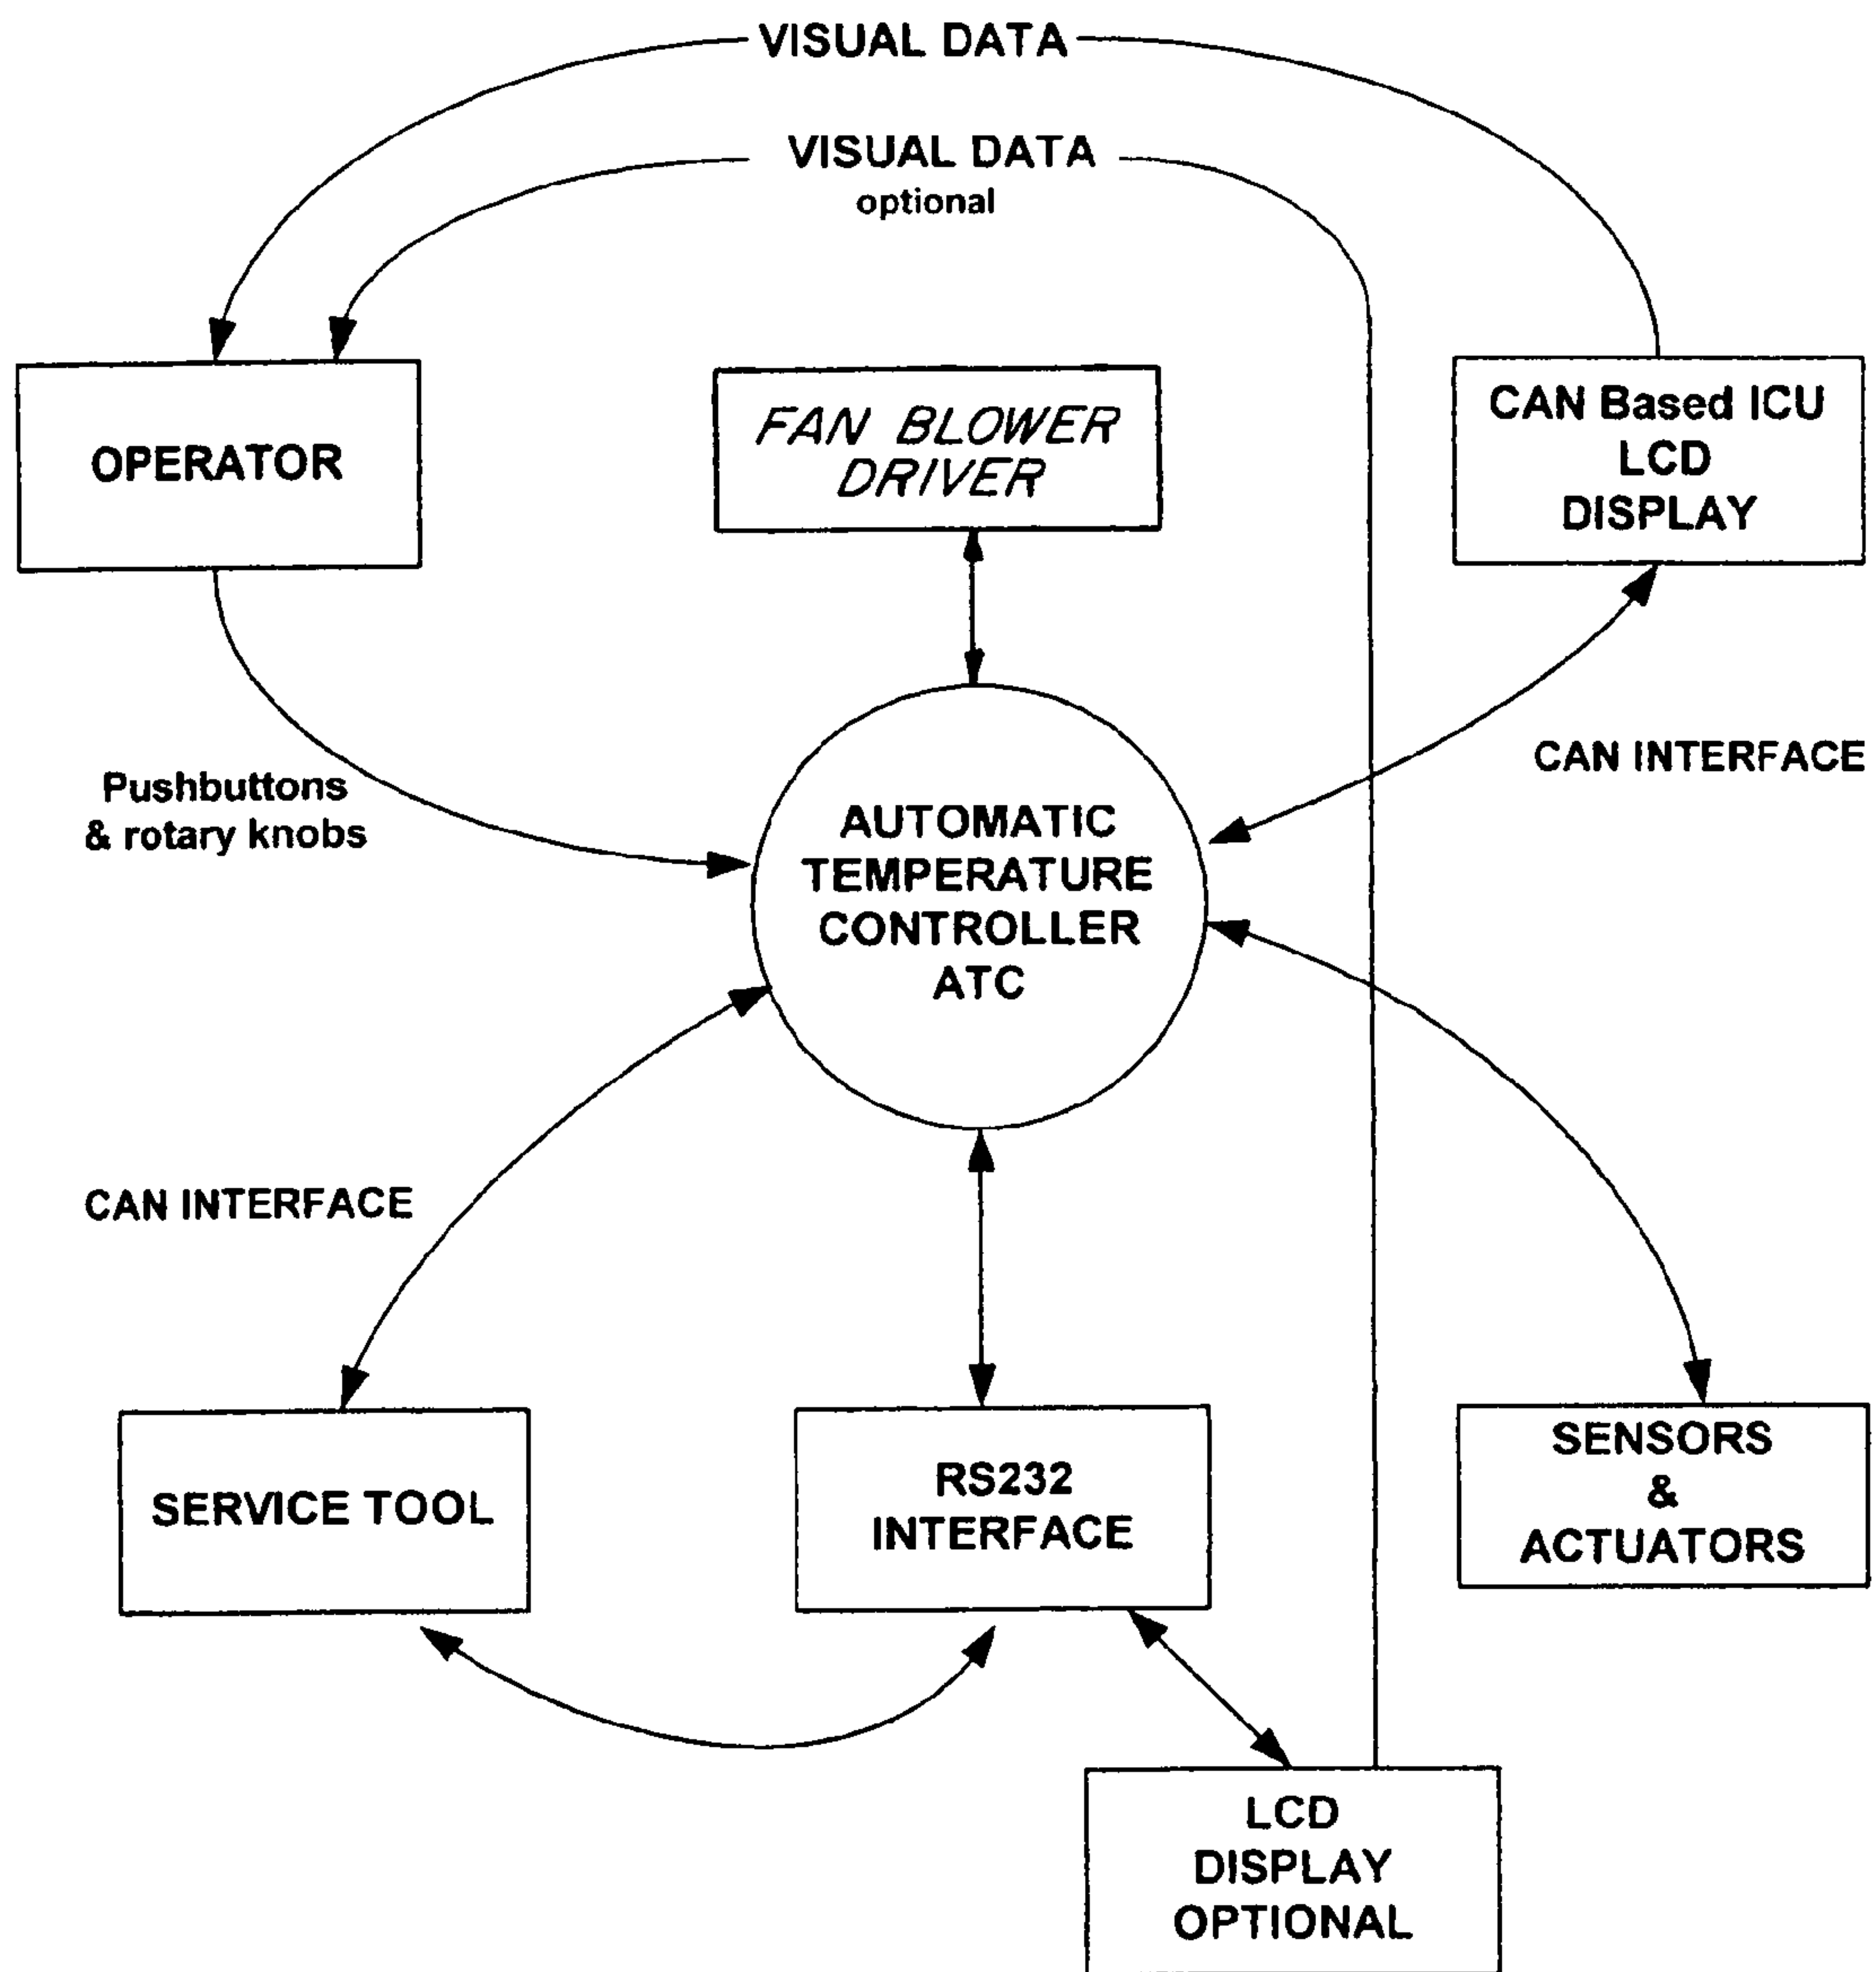 VISUAL DATA
VISUAL DATA
optional
OPERATOR
FAN BLOWER
DRIVER
CAN Based ICU
LCD
DISPLAY
Pushbuttons
& rotary knobs
CAN INTERFACE
AUTOMATIC
TEMPERATURE
CONTROLLER
ATC
CAN INTERFACE
SERVICE TOOL
RS232
INTERFACE
SENSORS
&
ACTUATORS
LCD
DISPLAY
OPTIONAL